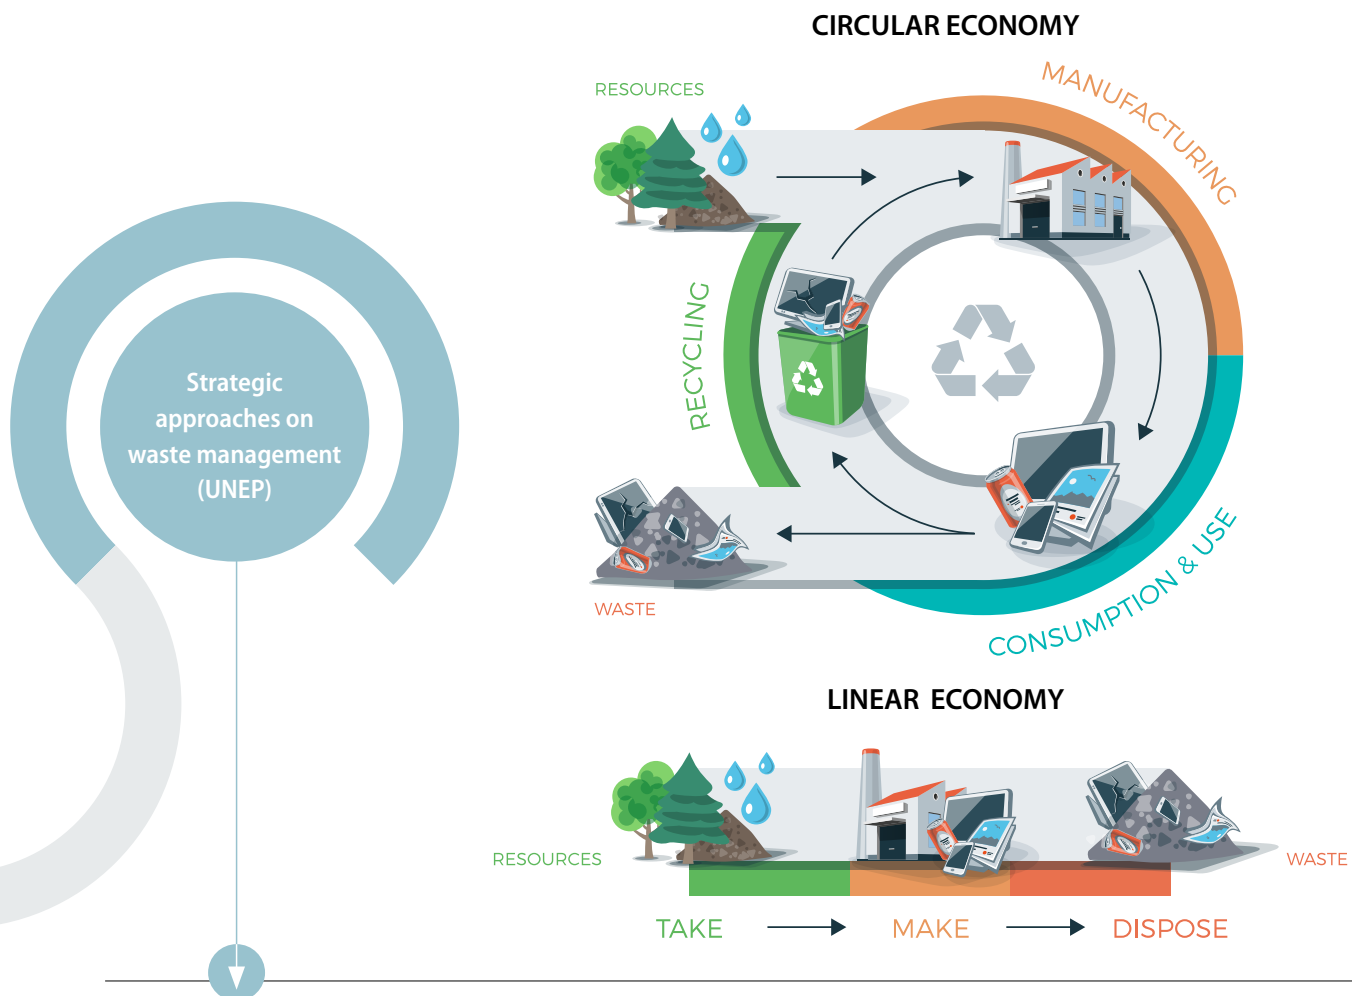 CIRCULAR ECONOMY
RESOURCES
MANUFACTURING
RECYCLING
Strategic
approaches on
waste management
(UNEP)
WASTE
CONSUMPTION & USE
LINEAR ECONOMY
RESOURCES
WASTE
TAKE
MAKE
DISPOSE